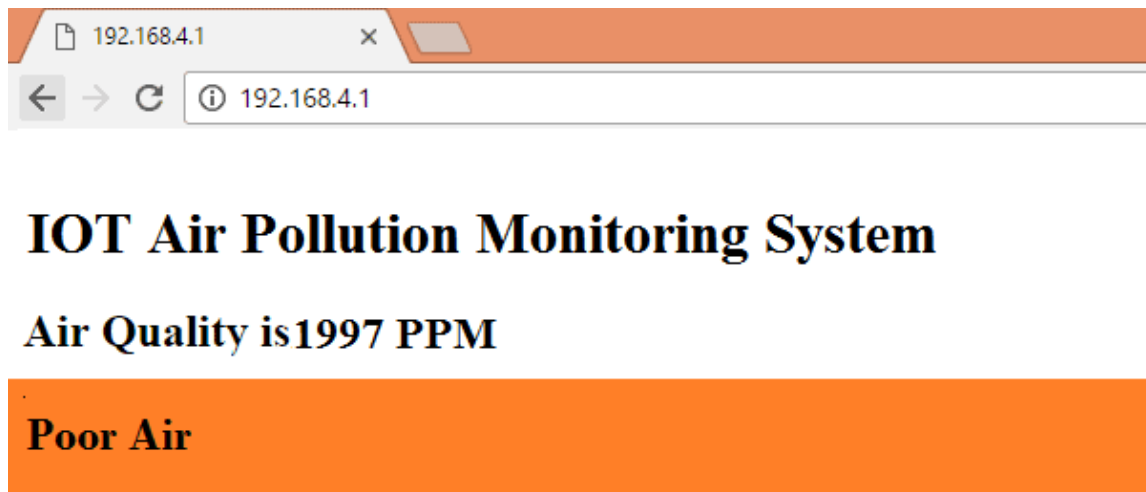 192.168.4.1
192.168.4.1
IOT Air Pollution Monitoring System
Air Quality is1997 PPM
Poor Air